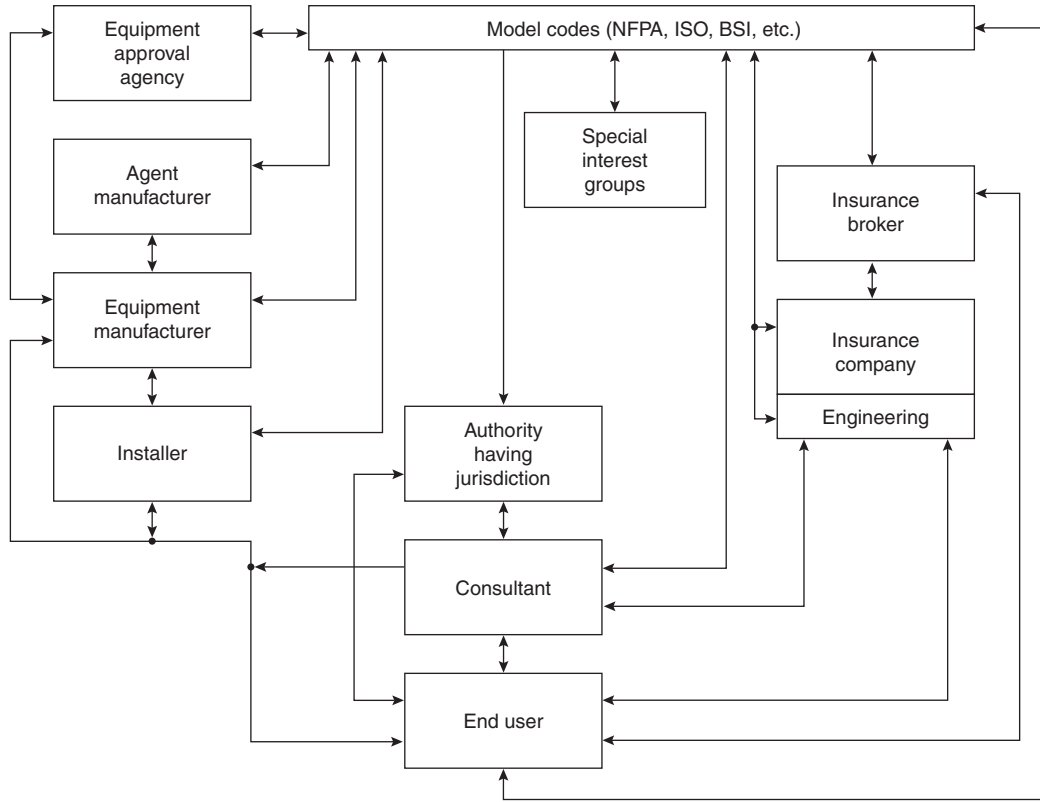 Equipment
approval
agency
Model codes (NFPA, ISO, BSI, etc.)
Agent
manufacturer
Special
interest
groups
Insurance
broker
Equipment
manufacturer
Insurance
company
Engineering
Installer
Authority
having
jurisdiction
Consultant
End user